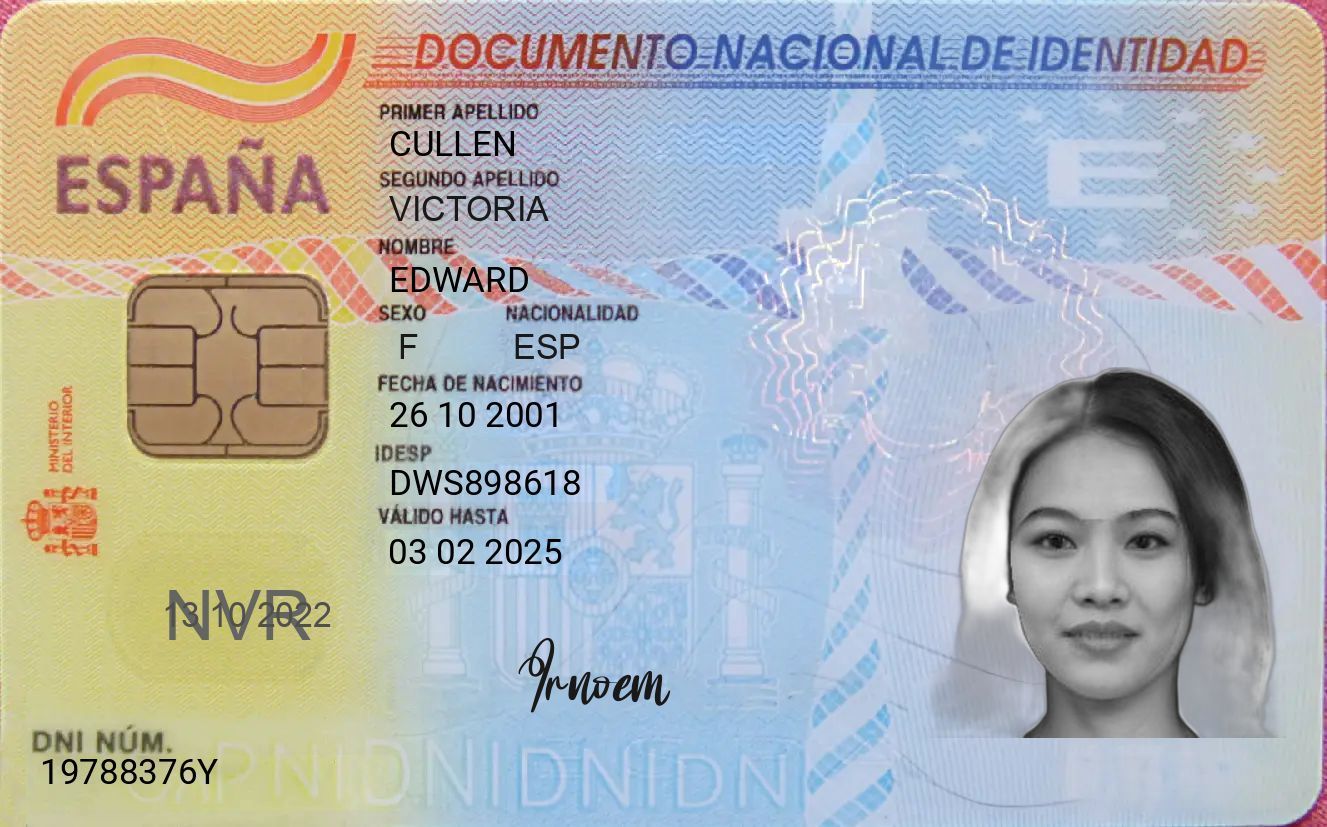 DOCUMENTO NACIONAL DE IDENTIDAD
ESPAÑA
PRIMER APELLIDO
CULLEN
SEGUNDO APELLIDO
VICTORIA
NOMBRE
EDWARD
SEXO NACIONALIDAD
F ESP
FECHA DE NACIMIENTO
26 10 2001
IDESP
DWS898618
VÁLIDO HASTA
03 02 2025
MINISTERIO
DEL INTERIOR
E
NVR
13 10 2022
Irnoem
DNI NÚM.
19788376Y
DNIDNIDNIDN